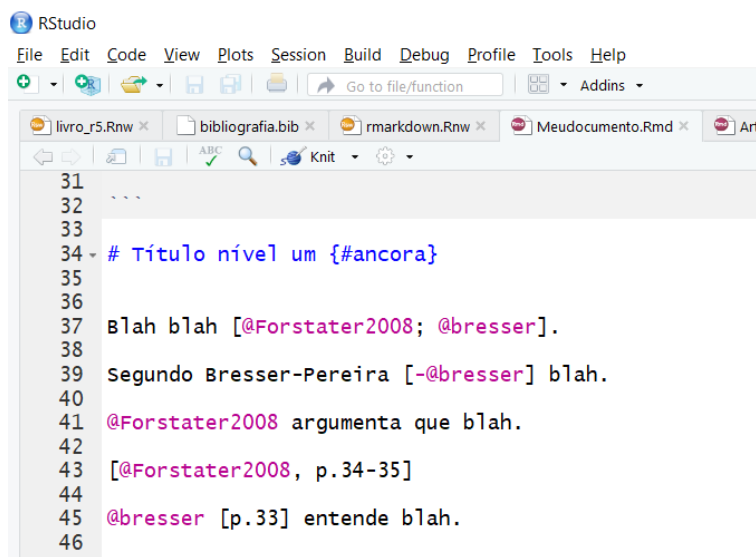 RStudio
File Edit Code View Plots Session Build Debug Profile Tools Help
Go to file/function Addins
livro_r5.Rnw bibliografia.bib rmarkdown.Rnw Meudocumento.Rmd Art
ABC Knit
31
32 ```
33
34 # Título nível um {#ancora}
35
36
37 Blah blah [@Forstater2008; @bresser].
38
39 Segundo Bresser-Pereira [-@bresser] blah.
40
41 @Forstater2008 argumenta que blah.
42
43 [@Forstater2008, p.34-35]
44
45 @bresser [p.33] entende blah.
46